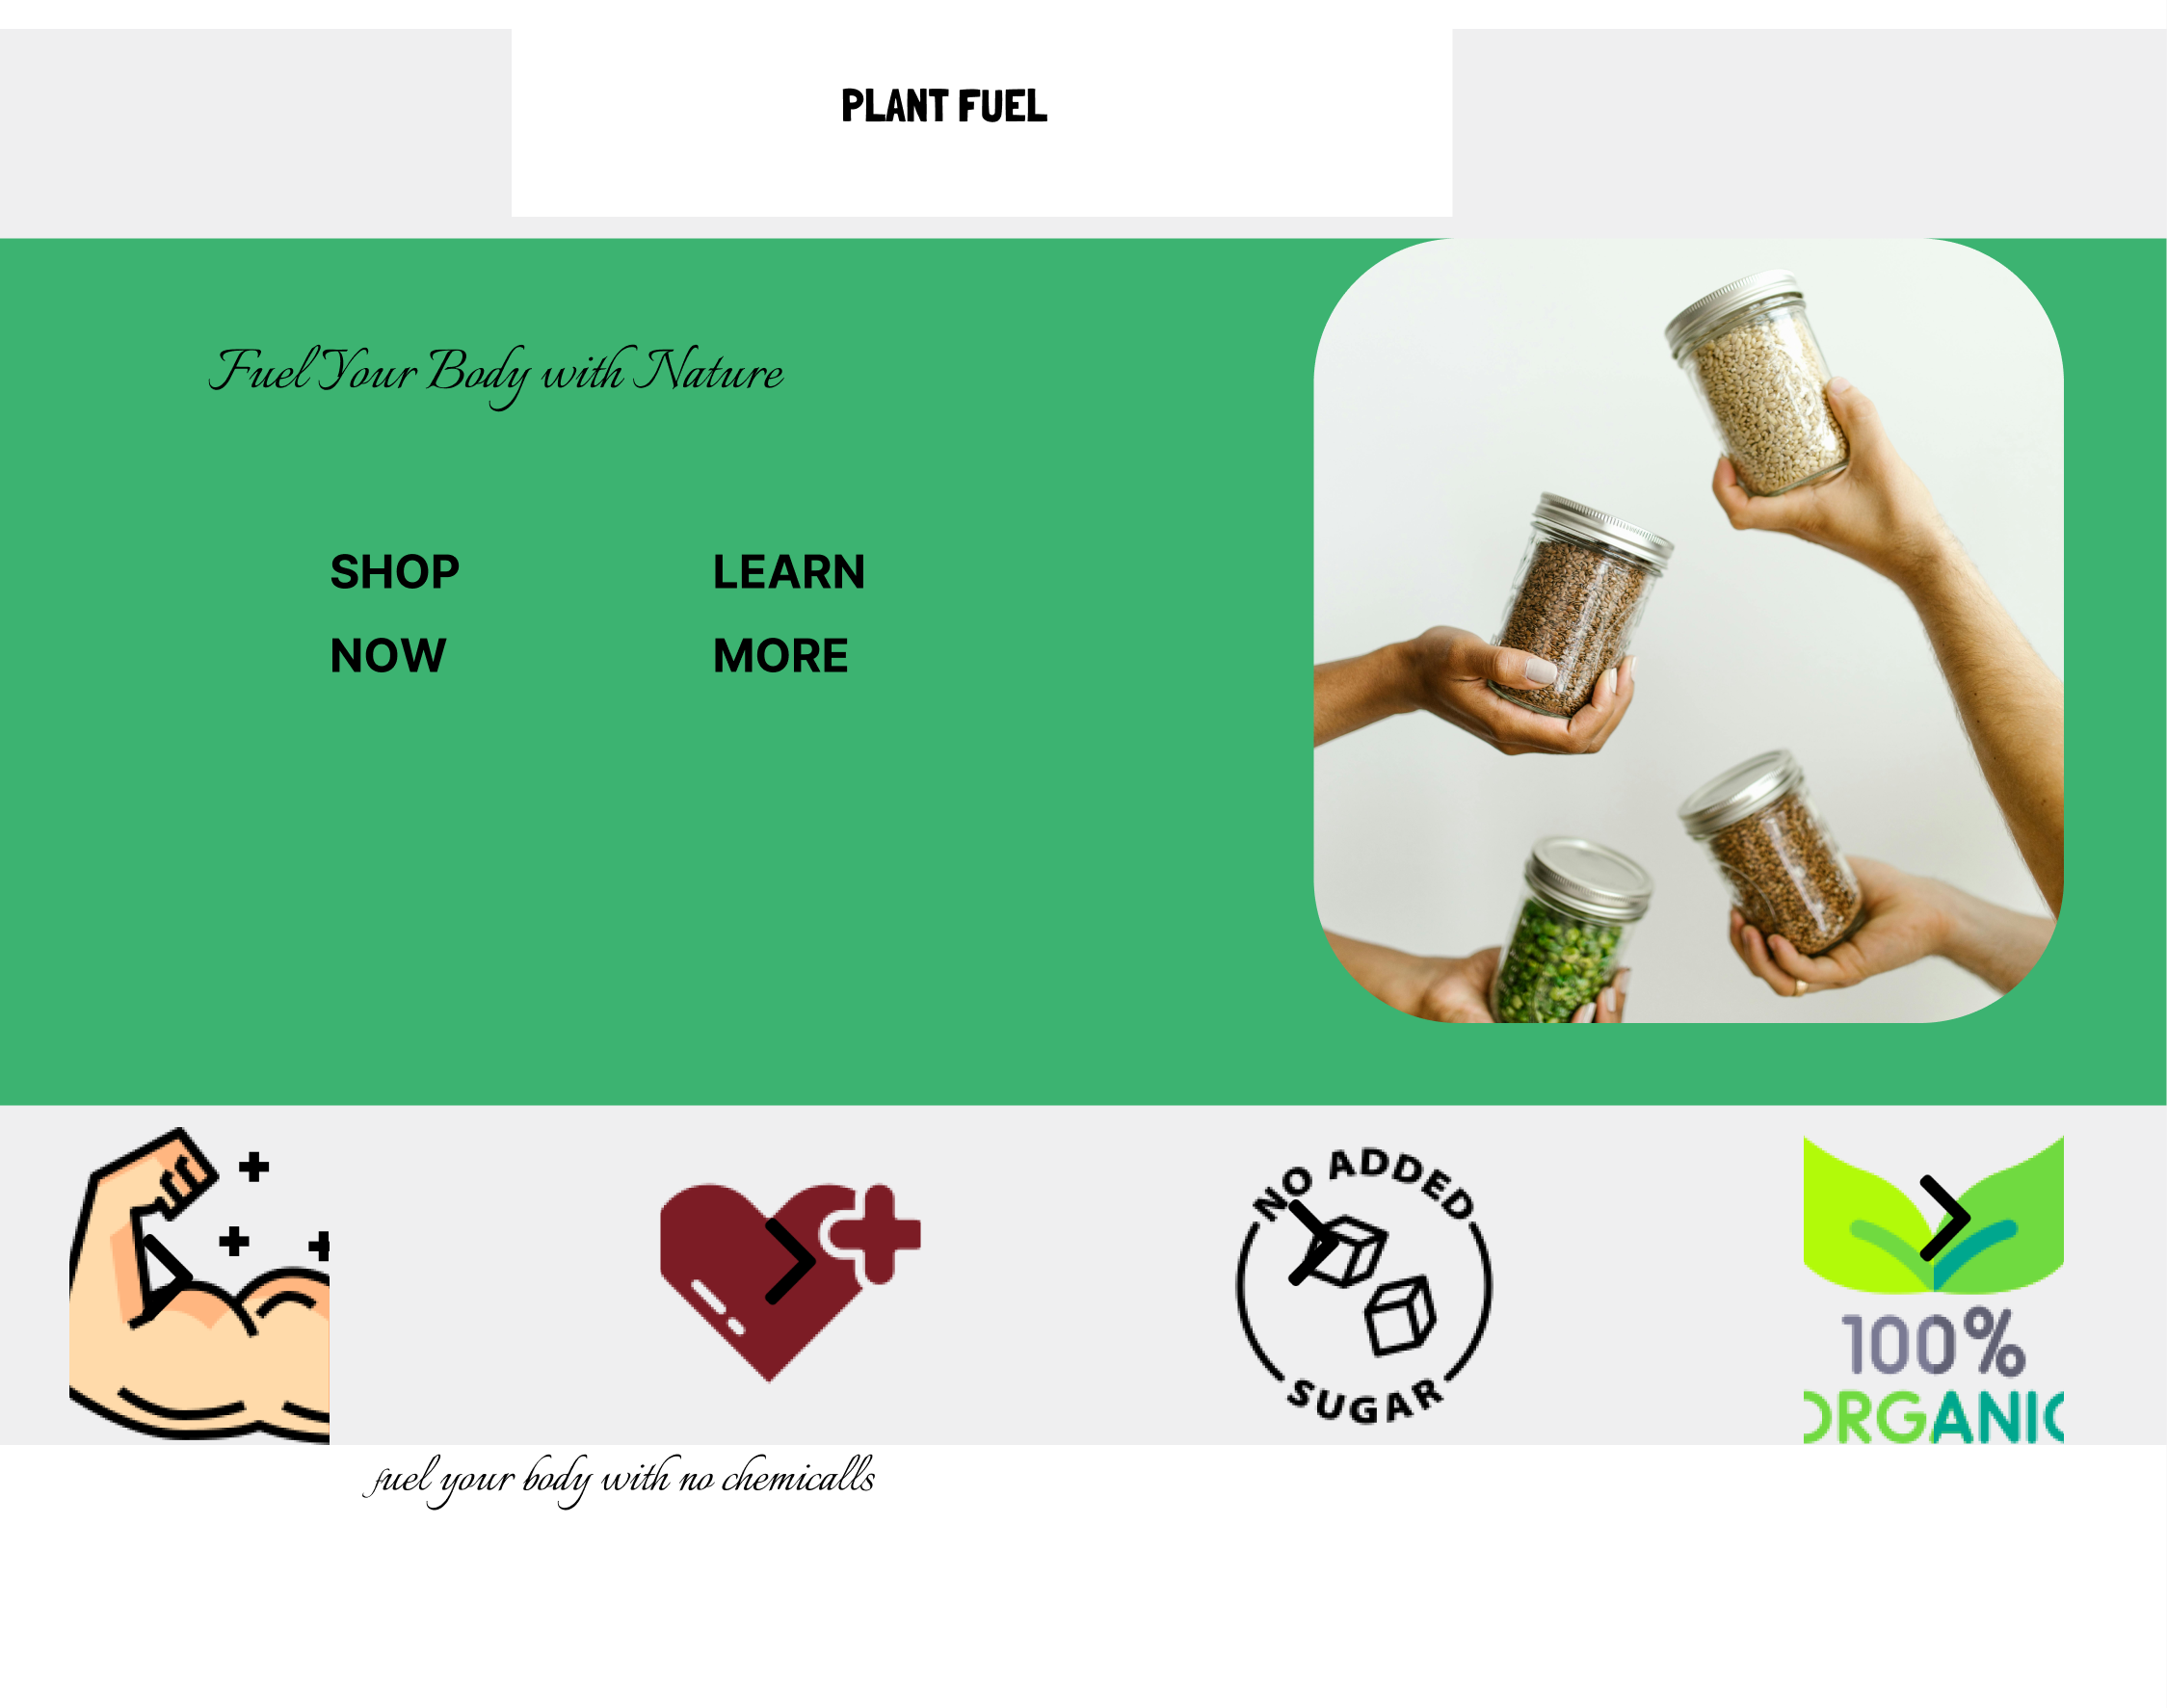 PLANT FUEL
Fuel Your Body with Nature
SHOP
NOW
LEARN
MORE
NO ADDED
SUGAR
100%
ORGANIC
fuel your body with no chemicalls